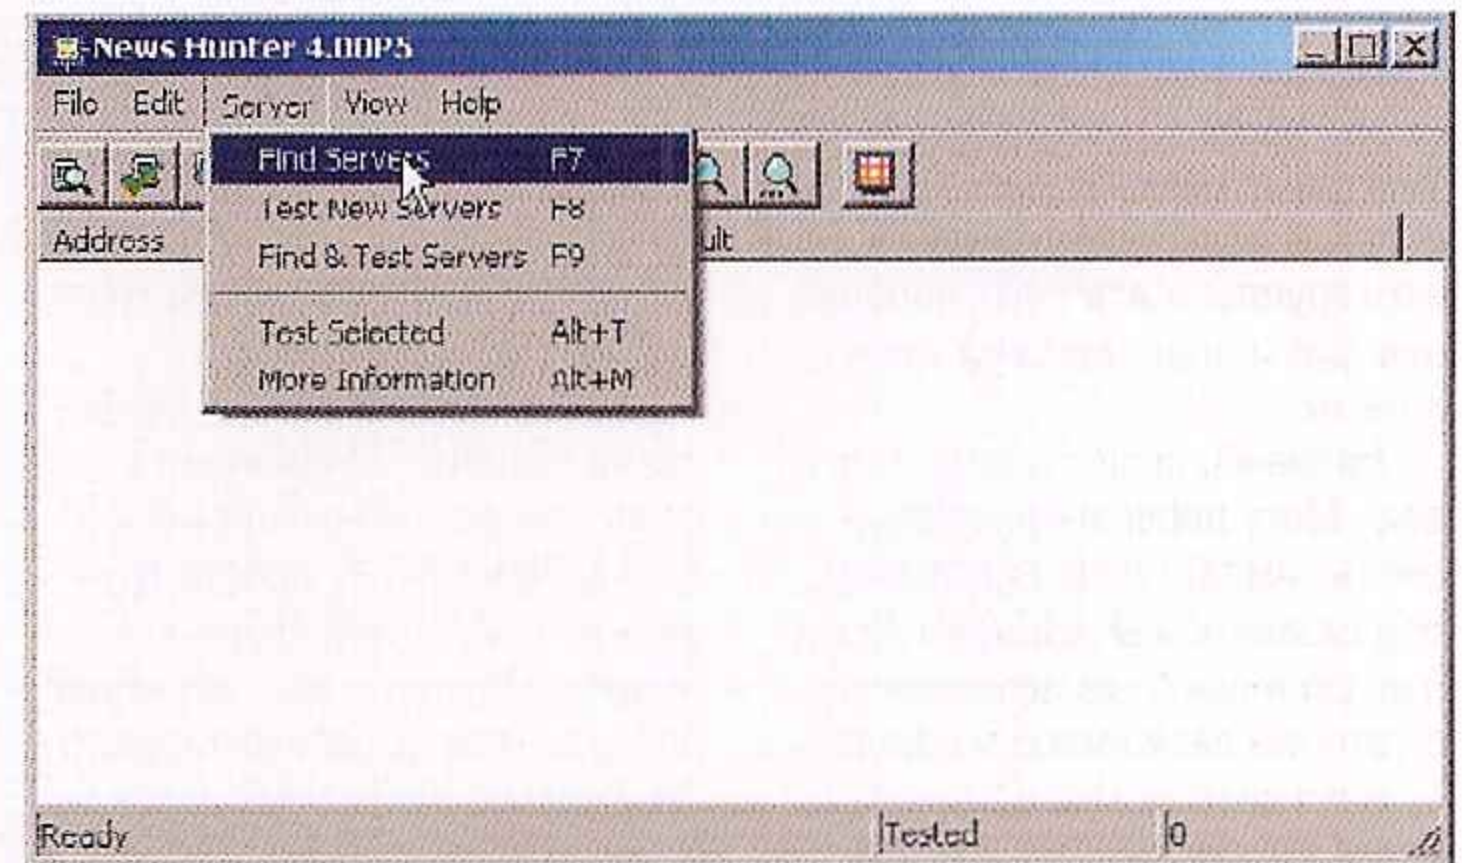 News Hunter 4.00P5
File Edit Server View Help
Find Servers F7
Test New Servers F8
Address ult
Find & Test Servers F9
Test Selected Alt+T
More Information Alt+M
Ready Tested 0